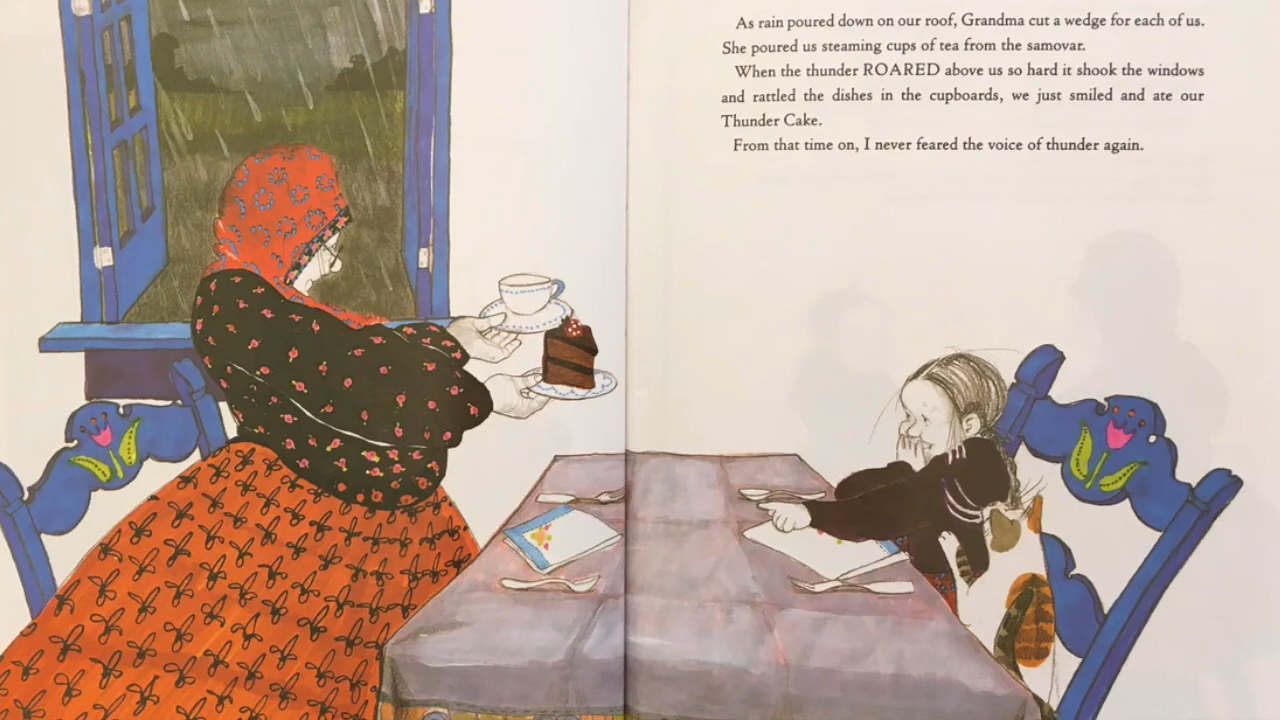 As rain poured down on our roof, Grandma cut a wedge for each of us.
She poured us steaming cups of tea from the samovar.
When the thunder ROARED above us so hard it shook the windows
and rattled the dishes in the cupboards, we just smiled and ate our
Thunder Cake.
From that time on, I never feared the voice of thunder again.